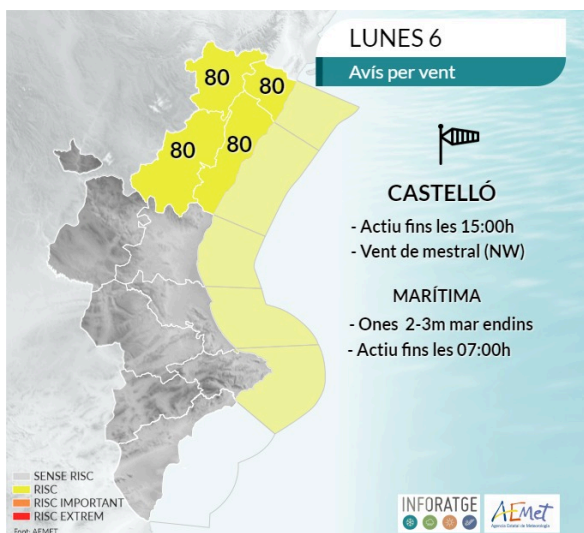 LUNES 6
Avís per vent
80
80
80
80
CASTELLÓ
- Actiu fins les 15:00h
- Vent de mestral (NW)
MARÍTIMA
- Ones 2-3m mar endins
- Actiu fins les 07:00h
SENSE RISC
RISC
RISC IMPORTANT
RISC EXTREM
Font: AEMET
INFORATGE
AEMet
Agencia Estatal de Meteorología